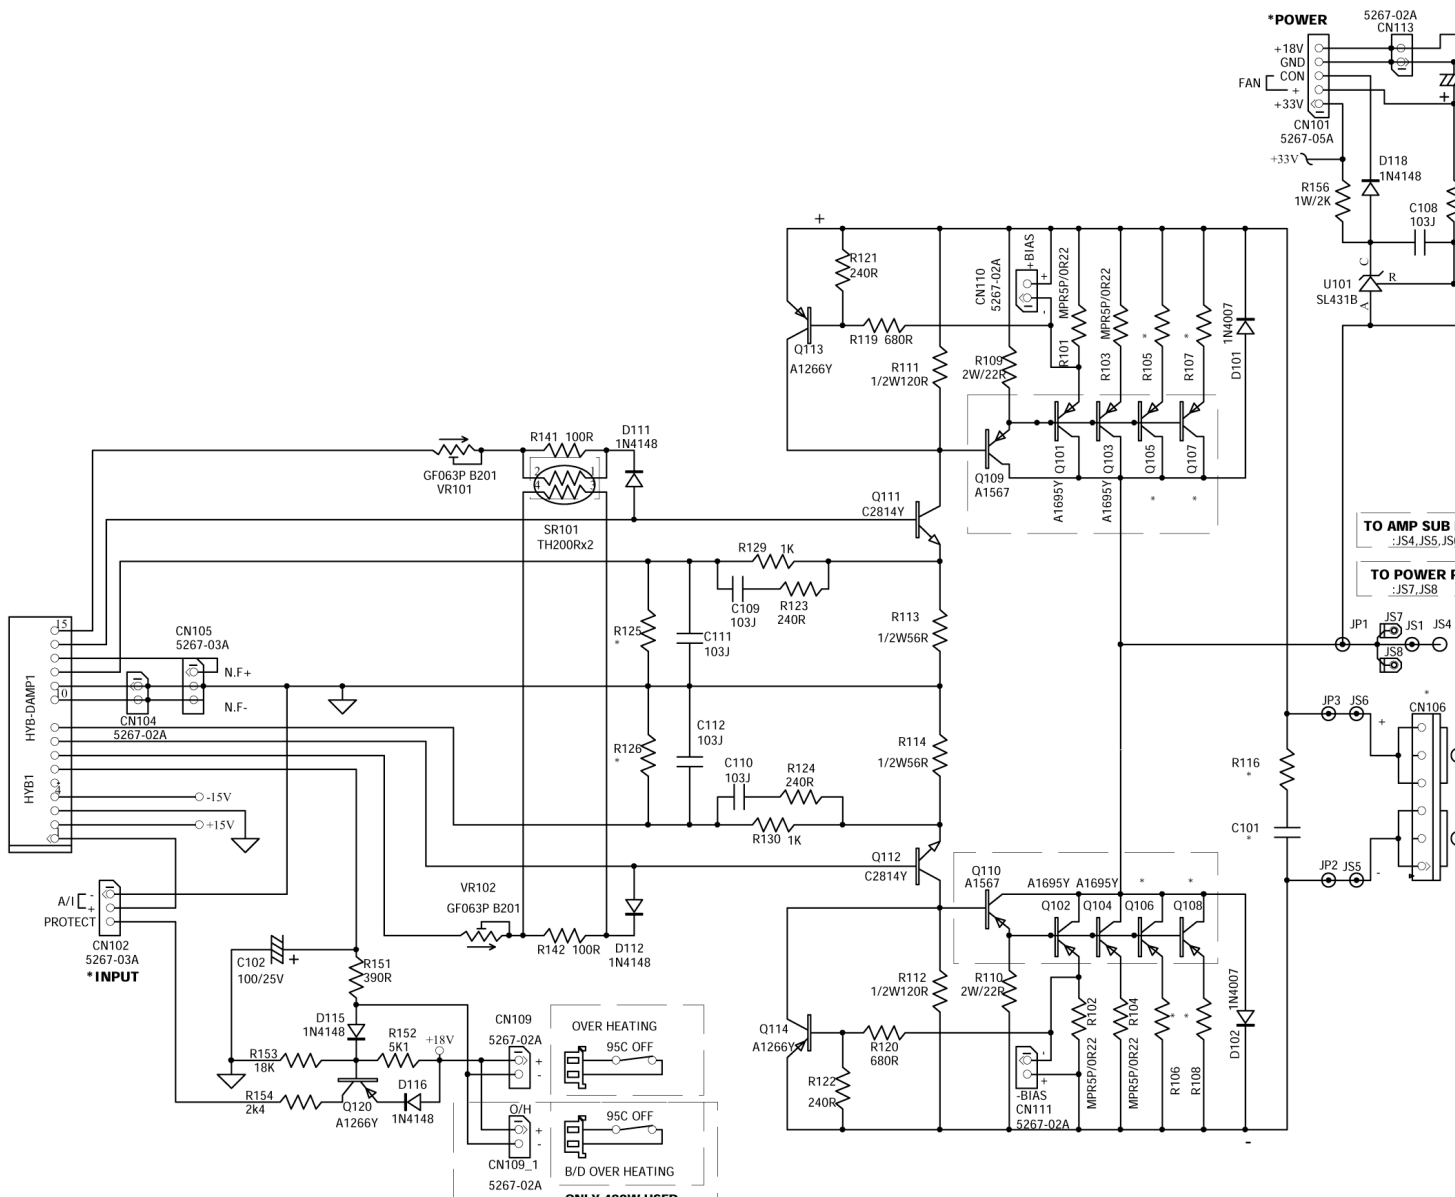 *POWER
5267-02A
CN113
+18V
GND
CON
+
+33V
FAN
CN101
5267-05A
+33V
D118
1N4148
R156
1W/2K
C108
103J
C
R
U101
SL431B
A
+
R121
240R
Q113
A1266Y
R119 680R
R111
1/2W120R
CN110
5267-02A
+BIAS
+
-
R109
2W/22R
MPR5P/0R22
R101
MPR5P/0R22
R103
*
R105
*
R107
1N4007
D101
Q109
A1567
Q101
A1695Y
Q103
A1695Y
Q105
*
Q107
*
R141 100R
D111
1N4148
GF063P B201
VR101
2 1
4 3
SR101
TH200Rx2
Q111
C2814Y
R129 1K
C109
103J
R123
240R
R125
*
C111
103J
R113
1/2W56R
TO AMP SUB
:JS4,JS5,JS6
TO POWER
:JS7,JS8
JP1
JS7
JS1
JS4
JS8
HYB-DAMP1
HYB1
15
10
4
1
CN105
5267-03A
N.F+
N.F-
CN104
5267-02A
-15V
+15V
C112
103J
R126
*
C110
103J
R124
240R
R130 1K
R114
1/2W56R
JP3 JS6
+
*
CN106
R116
*
C101
*
JP2 JS5
-
A/I
-
+
PROTECT
CN102
5267-03A
*INPUT
Q112
C2814Y
VR102
GF063P B201
R142 100R
D112
1N4148
Q110
A1567
A1695Y A1695Y * *
Q102 Q104 Q106 Q108
C102
100/25V
+
R151
390R
R112
1/2W120R
R110
2W/22R
D115
1N4148
R152
5K1
+18V
R153
18K
R154
2k4
Q120
A1266Y
D116
1N4148
CN109
5267-02A
+
-
OVER HEATING
95C OFF
O/H
+
-
CN109_1
5267-02A
95C OFF
B/D OVER HEATING
ONLY 400W USED
Q114
A1266Y
R120
680R
R122
240R
-
+
-BIAS
CN111
5267-02A
R102
MPR5P/0R22
R104
MPR5P/0R22
*
R106
*
R108
1N4007
D102
-